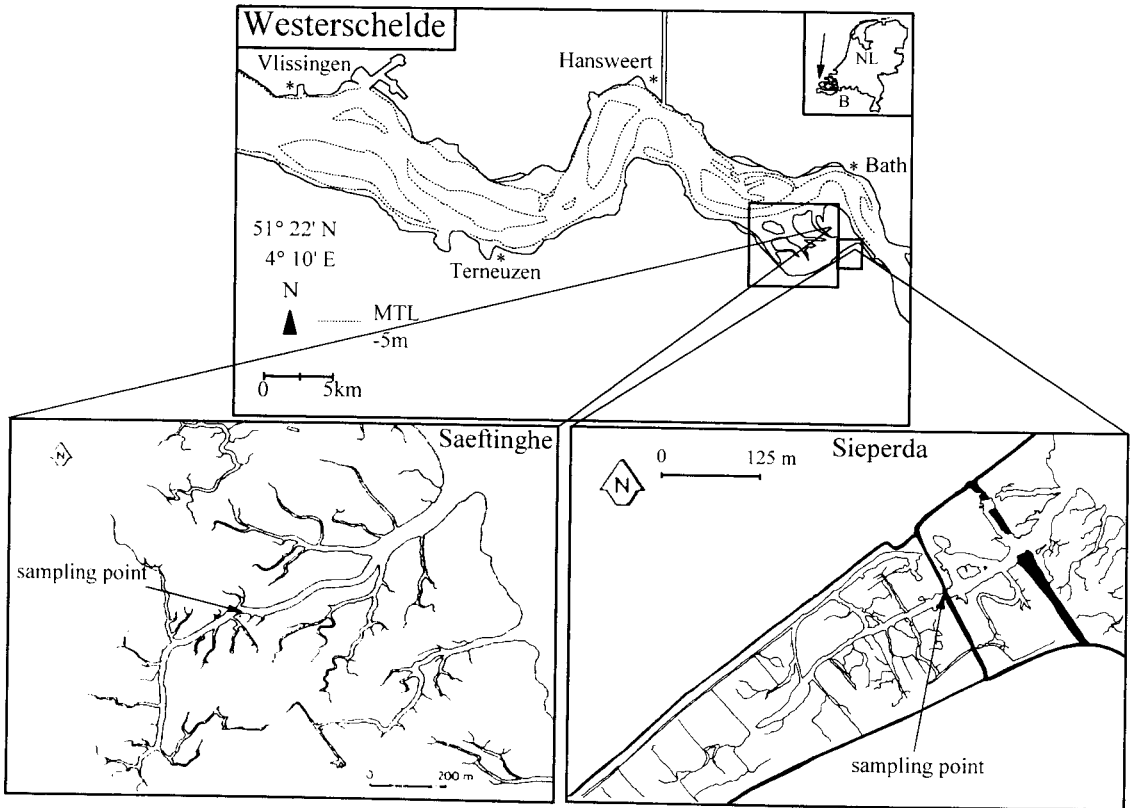 Westerschelde
Vlissingen
*
Hansweert
*
NL
B
* Bath
51° 22' N
4° 10' E
Terneuzen
*
N
MTL
-5m
0 5km
Saeftinghe
N
sampling point
0 200 m
Sieperda
0 125 m
N
sampling point